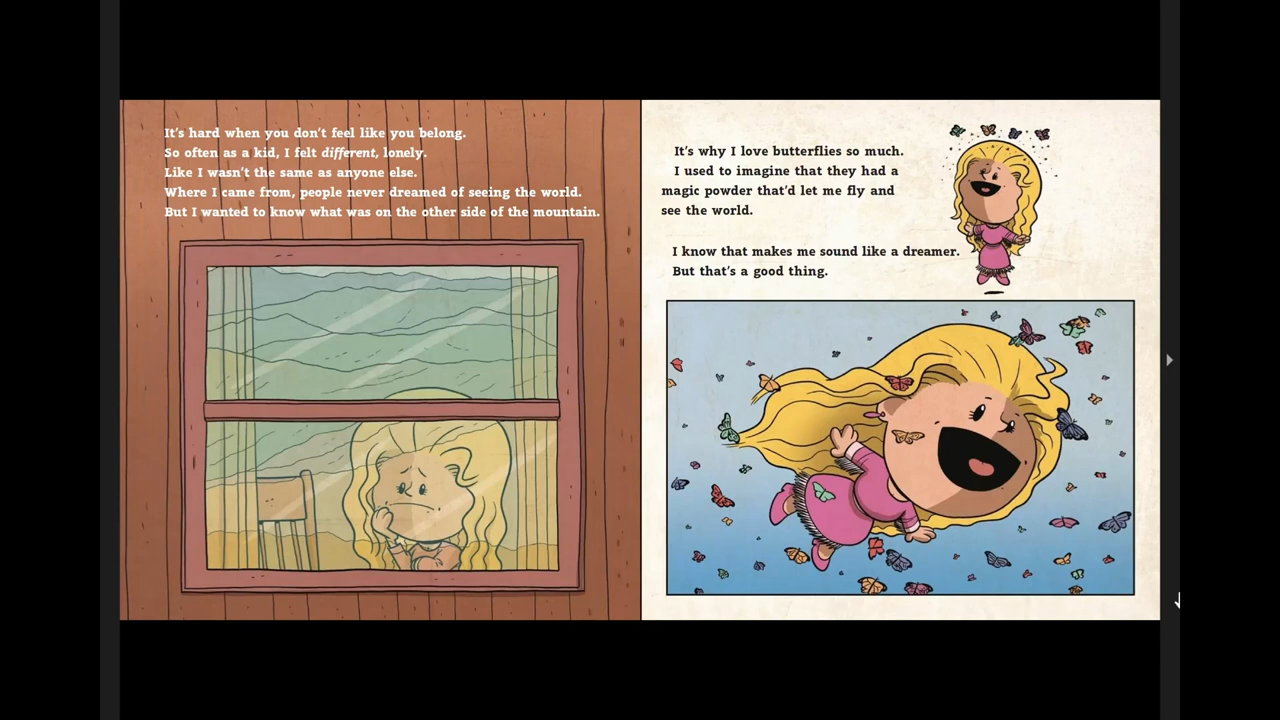 It's hard when you don't feel like you belong.
So often as a kid, I felt different, lonely.
Like I wasn't the same as anyone else.
Where I came from, people never dreamed of seeing the world.
But I wanted to know what was on the other side of the mountain.
It's why I love butterflies so much.
I used to imagine that they had a
magic powder that'd let me fly and
see the world.
I know that makes me sound like a dreamer.
But that's a good thing.